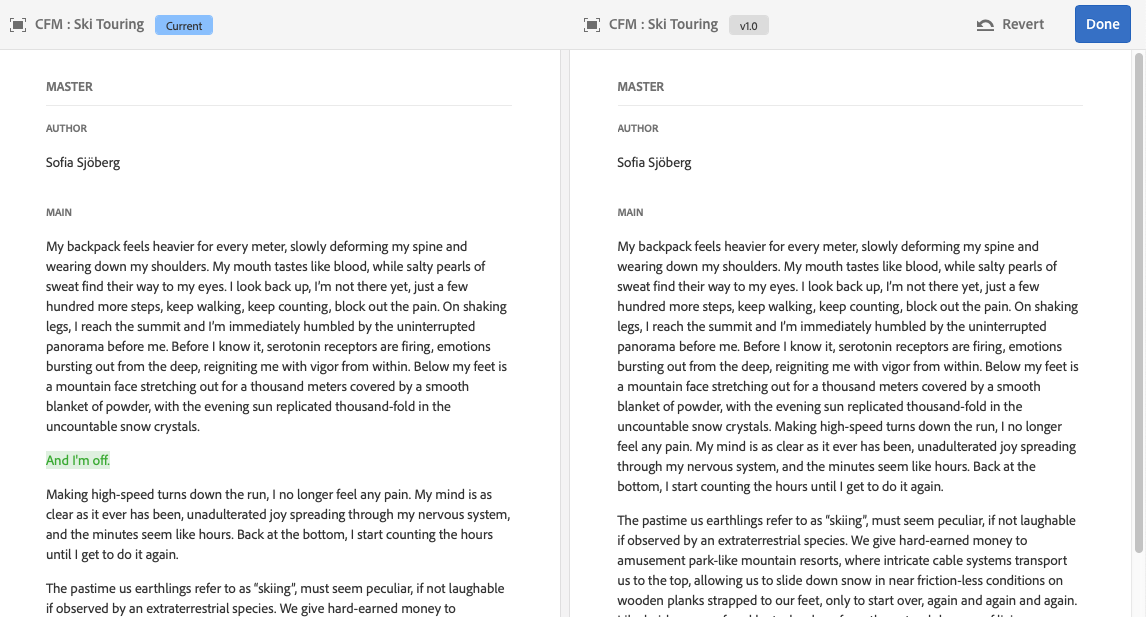 CFM : Ski Touring Current
CFM : Ski Touring v1.0 Revert Done
MASTER
AUTHOR
Sofia Sjöberg
MAIN
My backpack feels heavier for every meter, slowly deforming my spine and
wearing down my shoulders. My mouth tastes like blood, while salty pearls of
sweat find their way to my eyes. I look back up, I'm not there yet, just a few
hundred more steps, keep walking, keep counting, block out the pain. On shaking
legs, I reach the summit and I'm immediately humbled by the uninterrupted
panorama before me. Before I know it, serotonin receptors are firing, emotions
bursting out from the deep, reigniting me with vigor from within. Below my feet is
a mountain face stretching out for a thousand meters covered by a smooth
blanket of powder, with the evening sun replicated thousand-fold in the
uncountable snow crystals.
And I'm off.
Making high-speed turns down the run, I no longer feel any pain. My mind is as
clear as it ever has been, unadulterated joy spreading through my nervous system,
and the minutes seem like hours. Back at the bottom, I start counting the hours
until I get to do it again.
The pastime us earthlings refer to as “skiing”, must seem peculiar, if not laughable
if observed by an extraterrestrial species. We give hard-earned money to
MASTER
AUTHOR
Sofia Sjöberg
MAIN
My backpack feels heavier for every meter, slowly deforming my spine and
wearing down my shoulders. My mouth tastes like blood, while salty pearls of
sweat find their way to my eyes. I look back up, I'm not there yet, just a few
hundred more steps, keep walking, keep counting, block out the pain. On shaking
legs, I reach the summit and I'm immediately humbled by the uninterrupted
panorama before me. Before I know it, serotonin receptors are firing, emotions
bursting out from the deep, reigniting me with vigor from within. Below my feet is
a mountain face stretching out for a thousand meters covered by a smooth
blanket of powder, with the evening sun replicated thousand-fold in the
uncountable snow crystals. Making high-speed turns down the run, I no longer
feel any pain. My mind is as clear as it ever has been, unadulterated joy spreading
through my nervous system, and the minutes seem like hours. Back at the
bottom, I start counting the hours until I get to do it again.
The pastime us earthlings refer to as “skiing”, must seem peculiar, if not laughable
if observed by an extraterrestrial species. We give hard-earned money to
amusement park-like mountain resorts, where intricate cable systems transport
us to the top, allowing us to slide down snow in near friction-less conditions on
wooden planks strapped to our feet, only to start over, again and again and again.